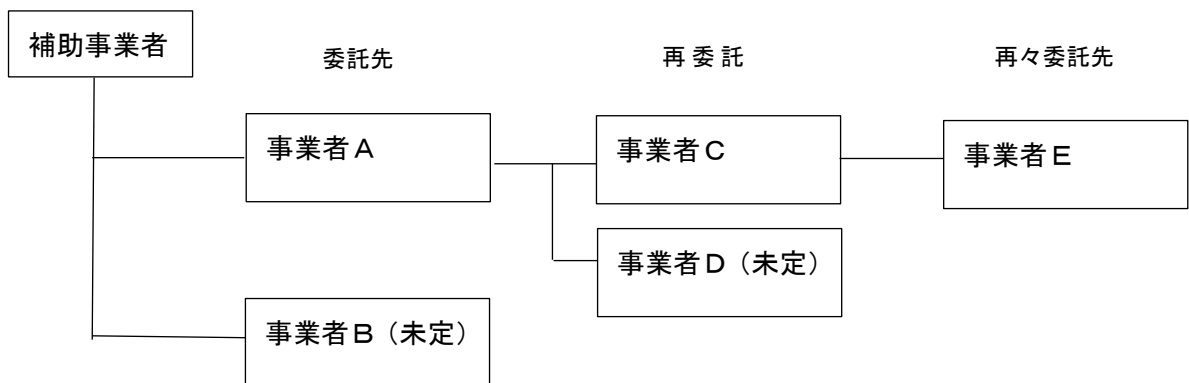 補助事業者
委託先
再委託
再々委託先
事業者A
事業者C
事業者E
事業者D（未定）
事業者B（未定）